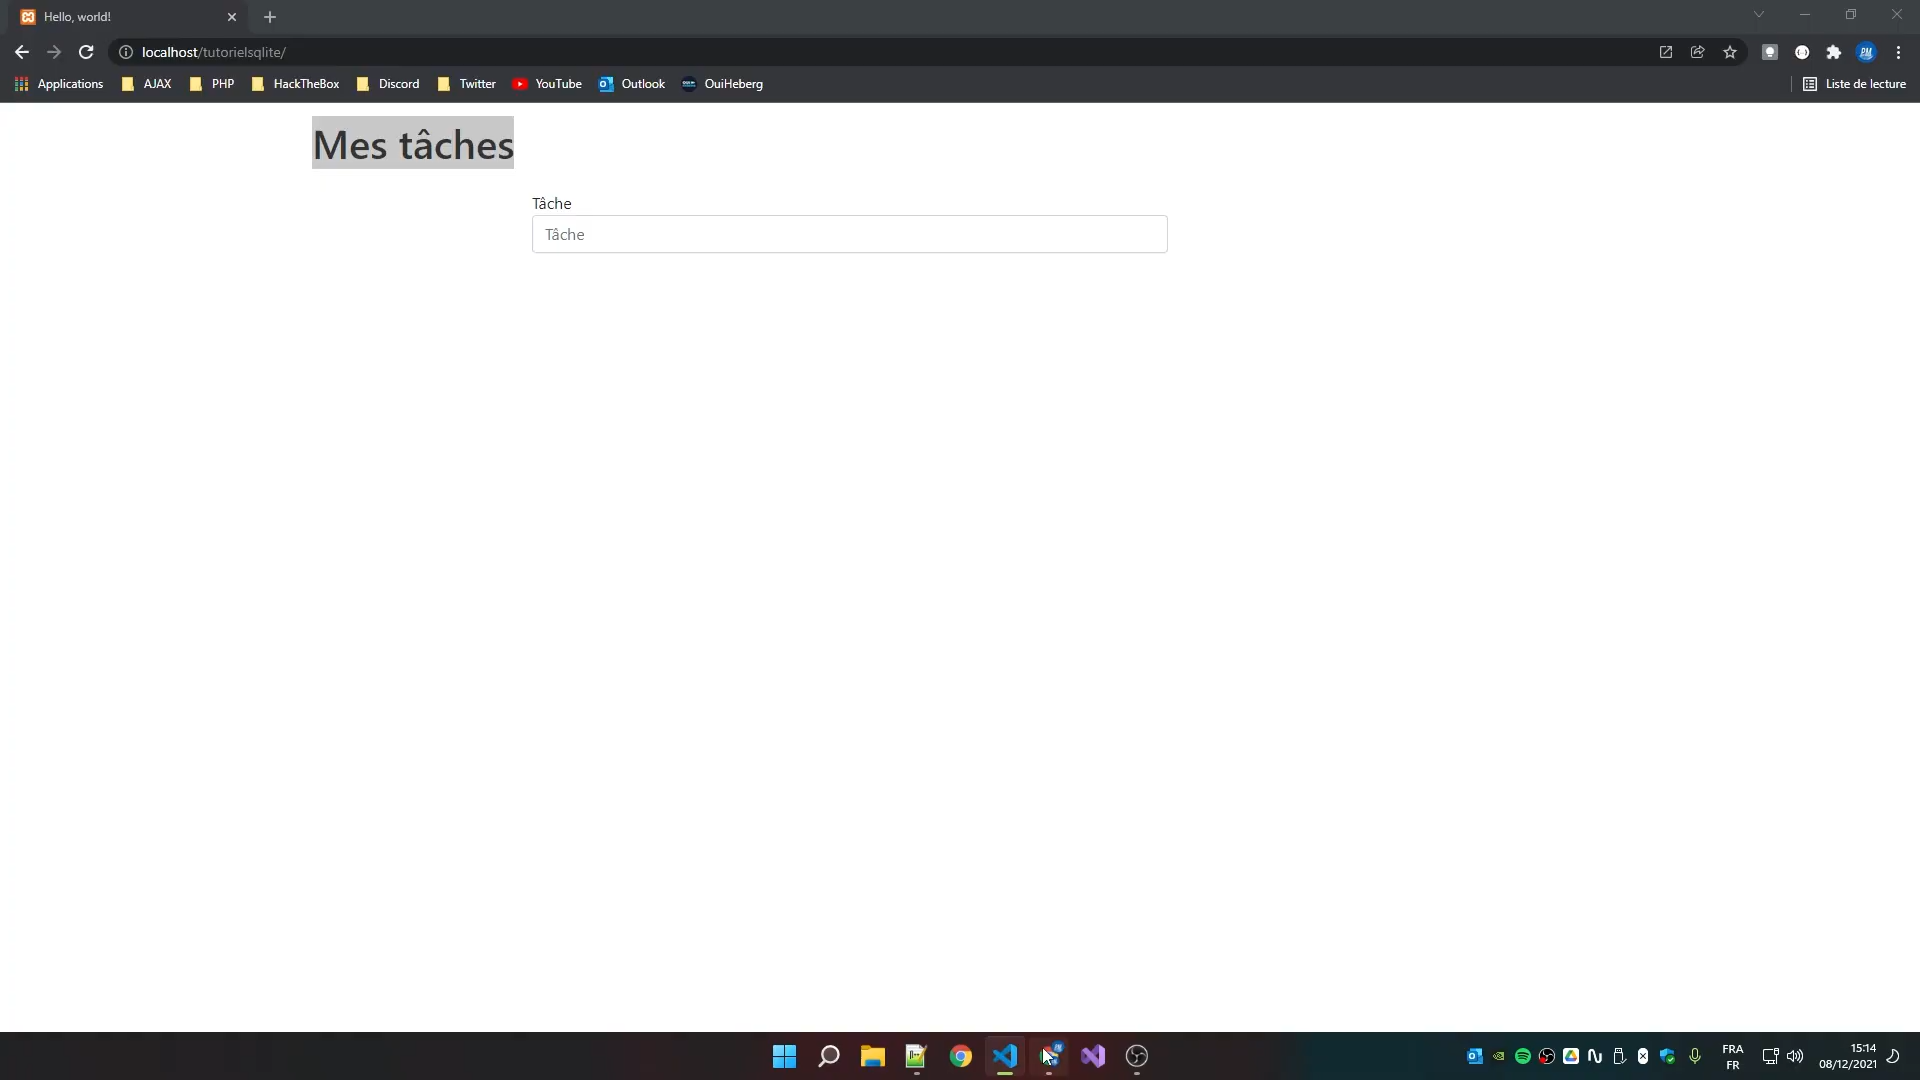 Hello, world!
localhost/tutorielsqlite/
Applications
AJAX
PHP
HackTheBox
Discord
Twitter
YouTube
Outlook
OuiHeberg
Liste de lecture
Mes tâches
Tâche
Tâche
FRA
FR
15:14
08/12/2021